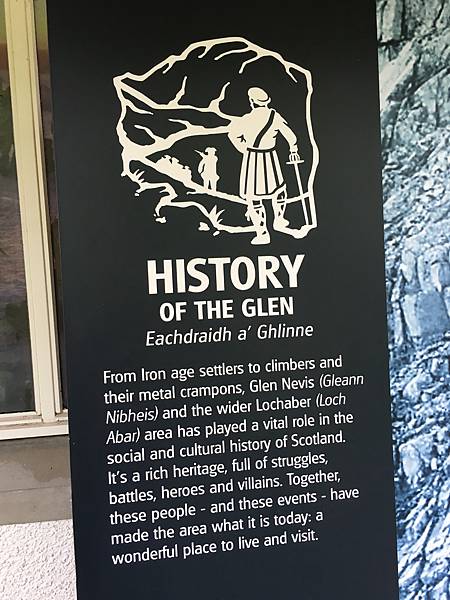 HISTORY
OF THE GLEN
Eachdraidh a' Ghlinne
From Iron age settlers to climbers and
their metal crampons, Glen Nevis (Gleann
Nibheis) and the wider Lochaber (Loch
Abar) area has played a vital role in the
social and cultural history of Scotland.
It's a rich heritage, full of struggles,
battles, heroes and villains. Together,
these people - and these events - have
made the area what it is today: a
wonderful place to live and visit.